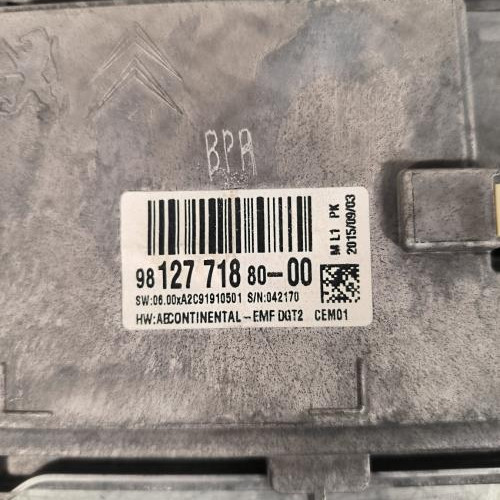 BPA
98 127 718 80-00
SW:06.00xA2C91910501 S/N:042170
HW:AECONTINENTAL-EMF DGT2 CEM01
M L1 PK
2015/09/03